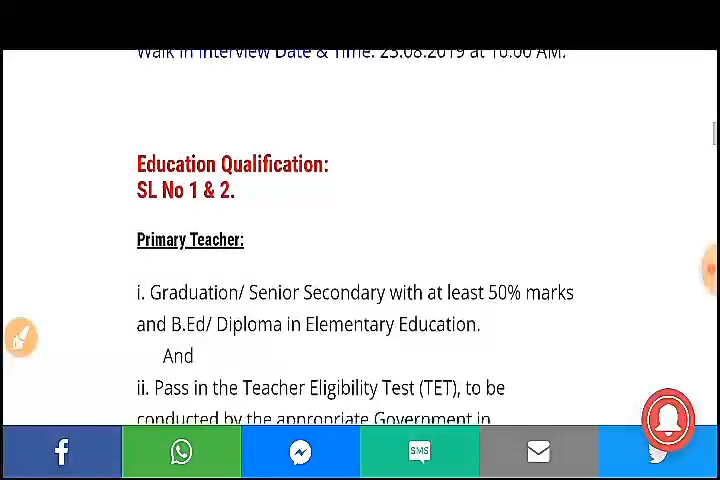 Walk in Interview Date & Time: 23.08.2019 at 10.00 AM.
Education Qualification:
SL No 1 & 2.
Primary Teacher:
i. Graduation/ Senior Secondary with at least 50% marks
and B.Ed/ Diploma in Elementary Education.
And
ii. Pass in the Teacher Eligibility Test (TET), to be
conducted by the appropriate Government in
SMS